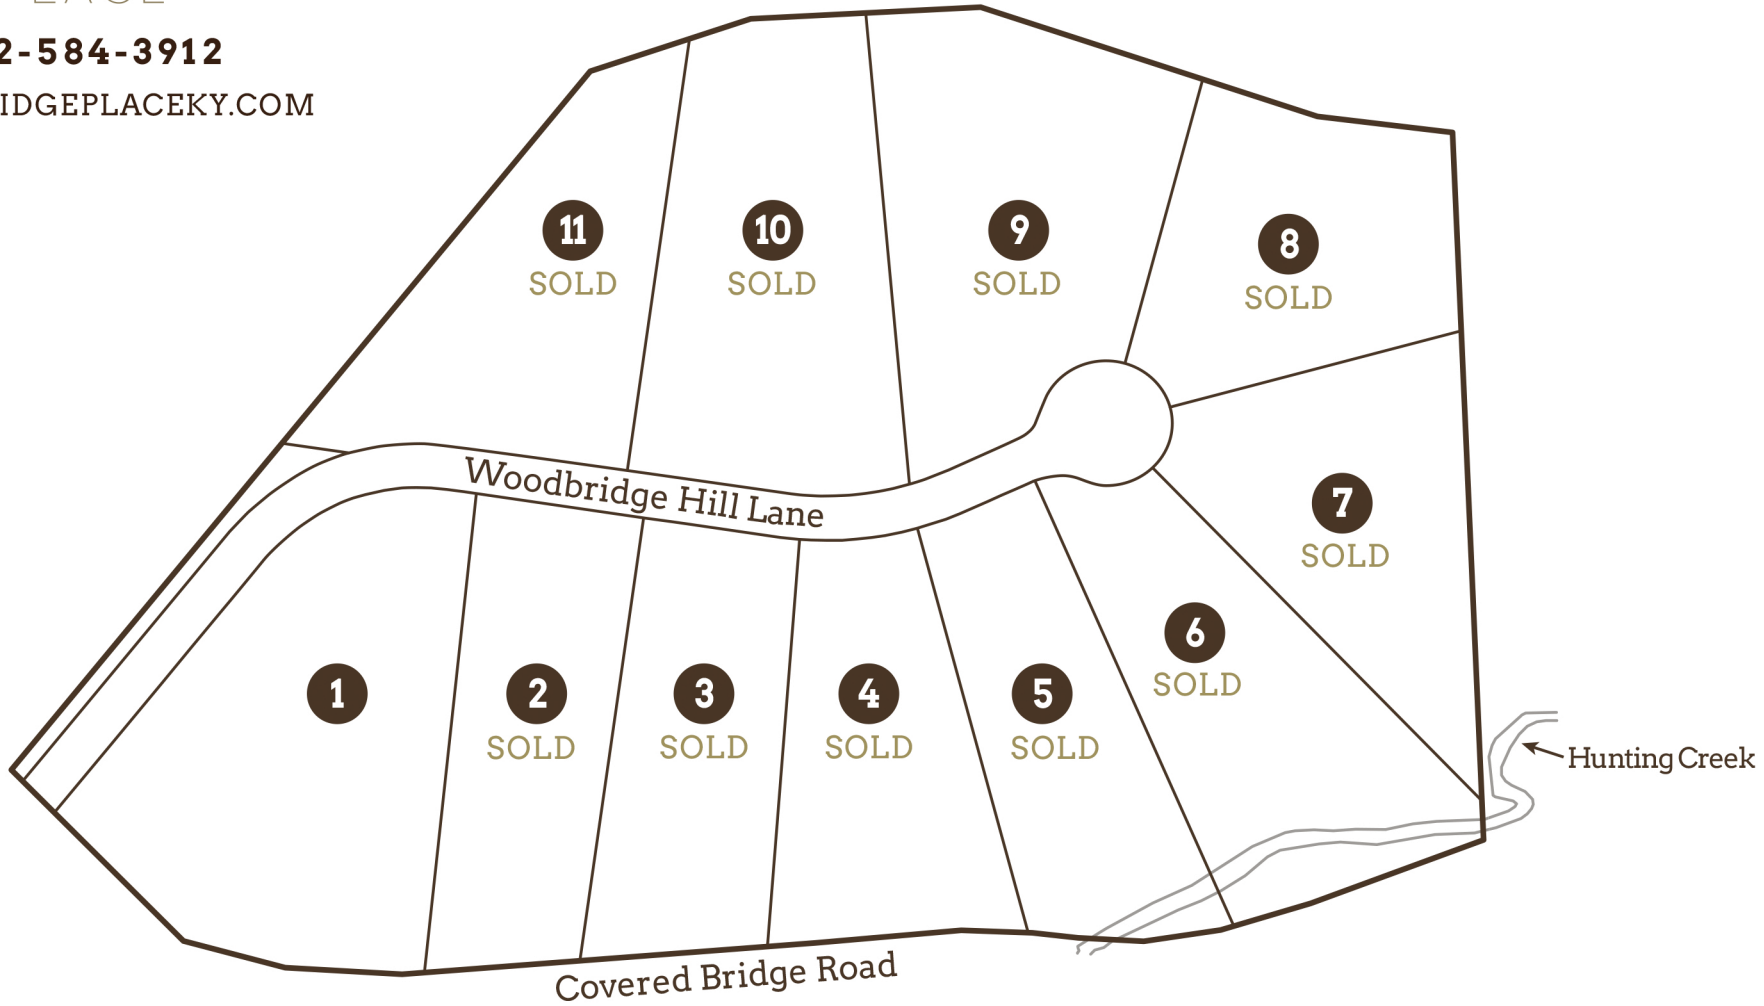 2-584-3912
IDGEPLACEKY.COM
11
SOLD
10
SOLD
9
SOLD
8
SOLD
Woodbridge Hill Lane
7
SOLD
6
SOLD
1
2
SOLD
3
SOLD
4
SOLD
5
SOLD
Hunting Creek
Covered Bridge Road